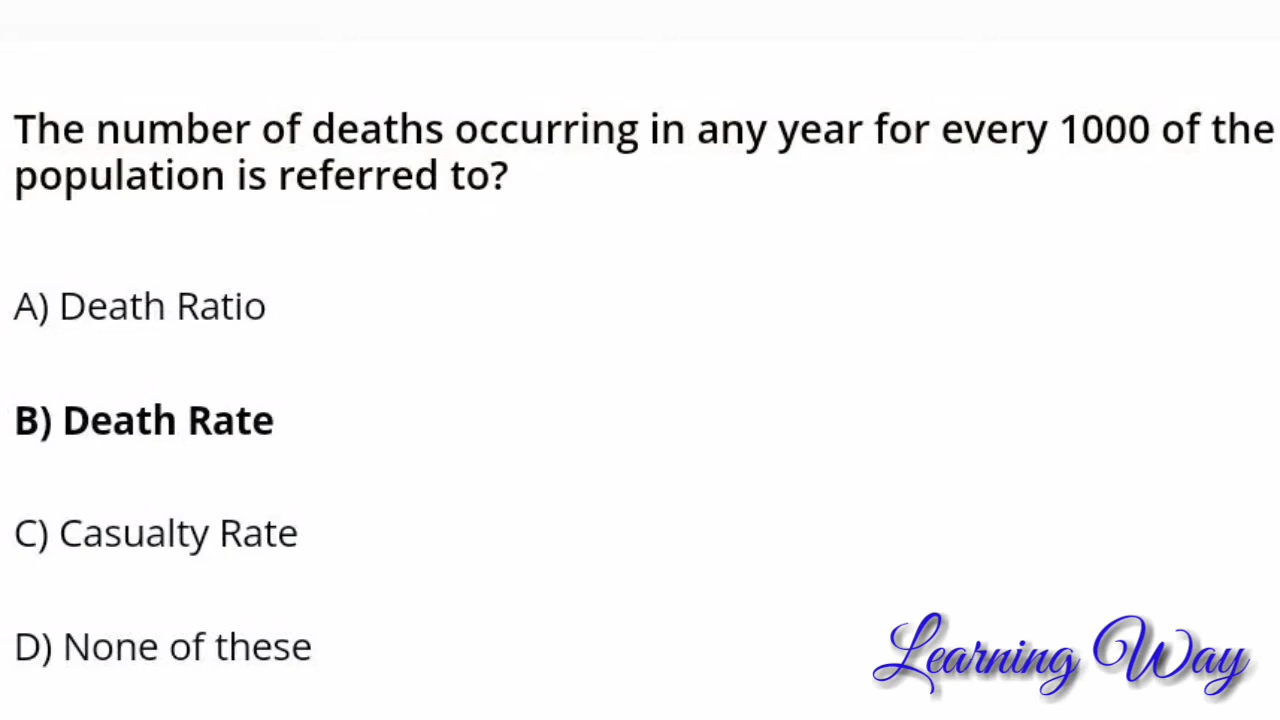 The number of deaths occurring in any year for every 1000 of the
population is referred to?
A) Death Ratio
B) Death Rate
C) Casualty Rate
D) None of these
Learning Way